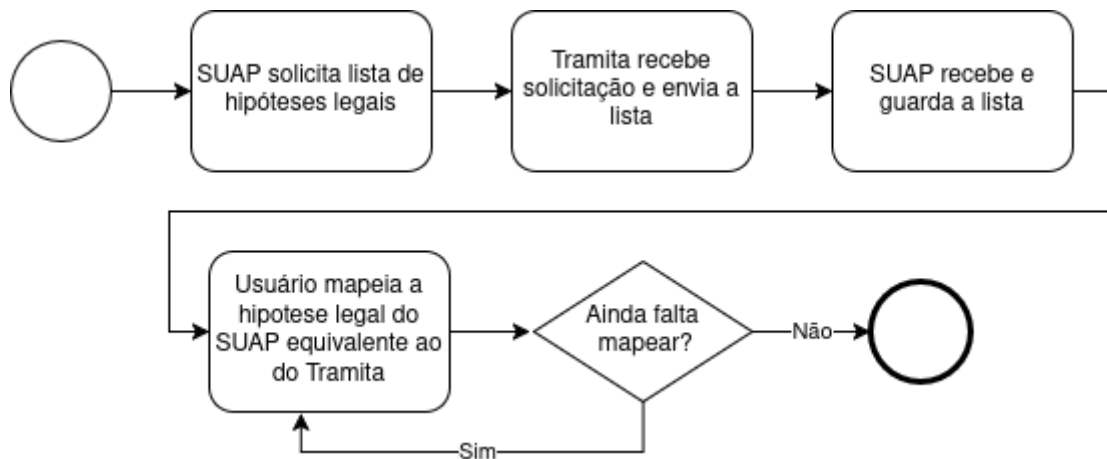 SUAP solicita lista de
hipóteses legais
Tramita recebe
solicitação e envia a
lista
SUAP recebe e
guarda a lista
Usuário mapeia a
hipotese legal do
SUAP equivalente ao
do Tramita
Ainda falta
mapear?
Não
Sim